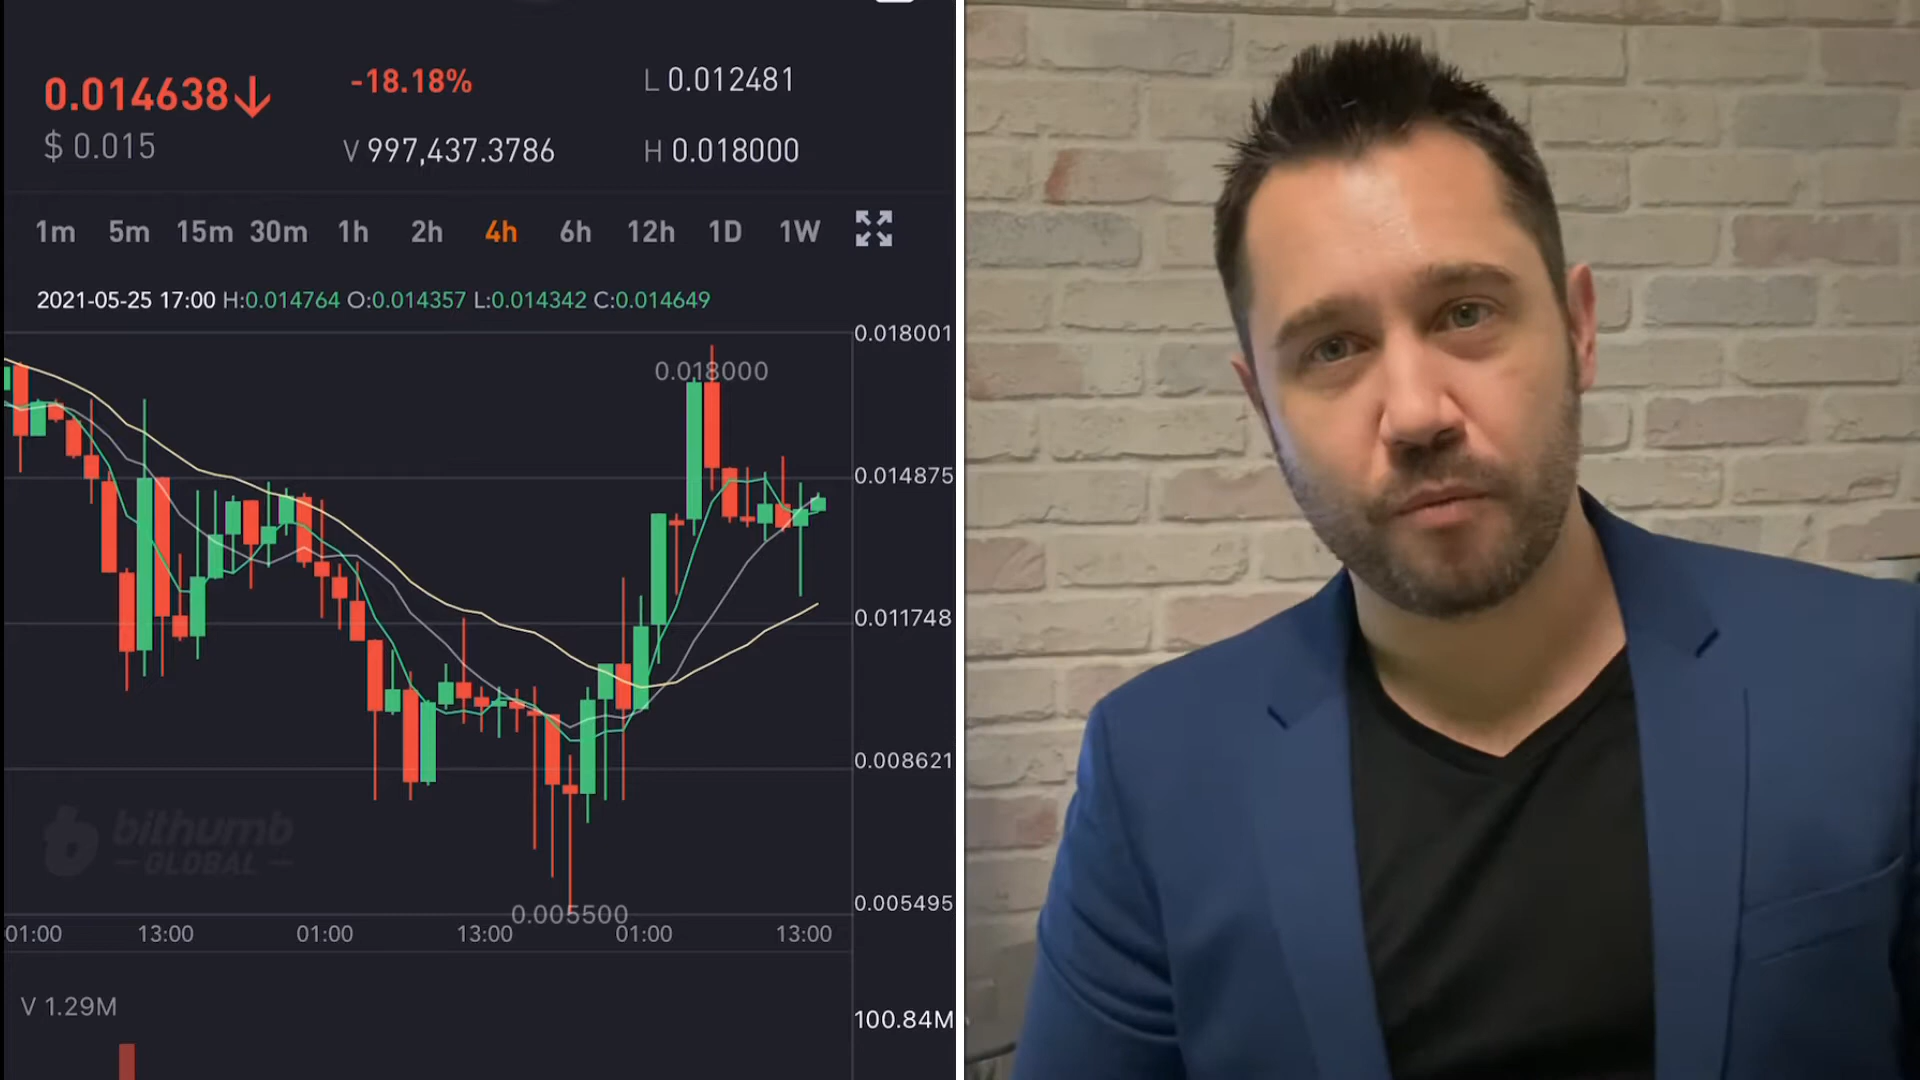 0.014638↓ -18.18% L 0.012481
$ 0.015 V 997,437.3786 H 0.018000
1m 5m 15m 30m 1h 2h 4h 6h 12h 1D 1W
2021-05-25 17:00 H:0.014764 O:0.014357 L:0.014342 C:0.014649
0.018001
0.018000
0.014875
0.011748
0.008621
bithumb
GLOBAL
0.005495
0.005500
01:00 13:00 01:00 13:00 01:00 13:00
V 1.29M
100.84M